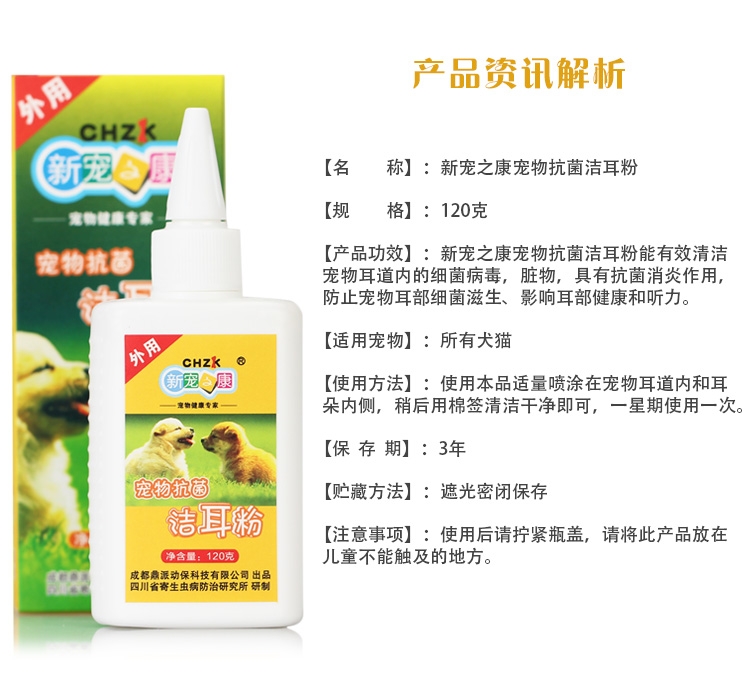 产品资讯解析
外用
CHZK
新宠之康
宠物健康专家
宠物抗菌
洁耳
【名　　称】：新宠之康宠物抗菌洁耳粉
【规　　格】：120克
【产品功效】：新宠之康宠物抗菌洁耳粉能有效清洁
宠物耳道内的细菌病毒，脏物，具有抗菌消炎作用，
防止宠物耳部细菌滋生、影响耳部健康和听力。
【适用宠物】：所有犬猫
【使用方法】：使用本品适量喷涂在宠物耳道内和耳
朵内侧，稍后用棉签清洁干净即可，一星期使用一次。
【保 存 期】：3年
【贮藏方法】：遮光密闭保存
【注意事项】：使用后请拧紧瓶盖，请将此产品放在
儿童不能触及的地方。
外用
CHZK ®
新宠之康
宠物健康专家
宠物抗菌
洁耳粉
净含量：120克
成都鼎派动保科技有限公司 出品
四川省寄生虫病防治研究所 研制
净
成都鼎